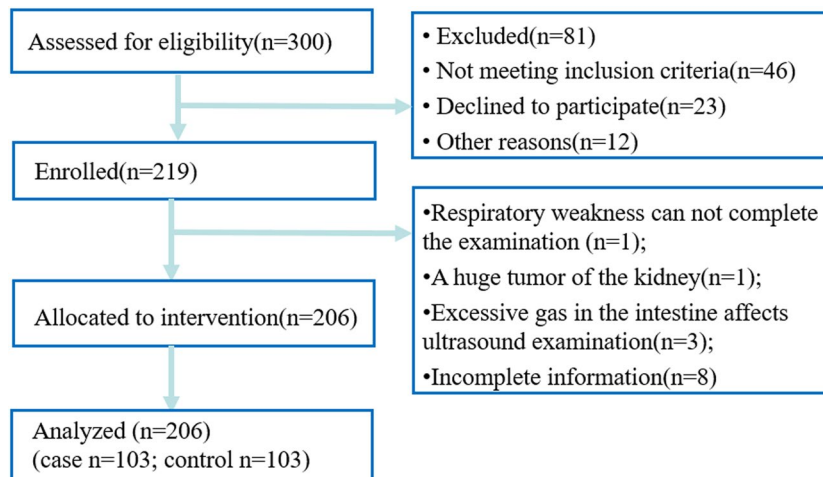 Assessed for eligibility(n=300)
• Excluded(n=81)
• Not meeting inclusion criteria(n=46)
• Declined to participate(n=23)
• Other reasons(n=12)
Enrolled(n=219)
•Respiratory weakness can not complete
the examination (n=1);
•A huge tumor of the kidney(n=1);
•Excessive gas in the intestine affects
ultrasound examination(n=3);
•Incomplete information(n=8)
Allocated to intervention(n=206)
Analyzed (n=206)
(case n=103; control n=103)